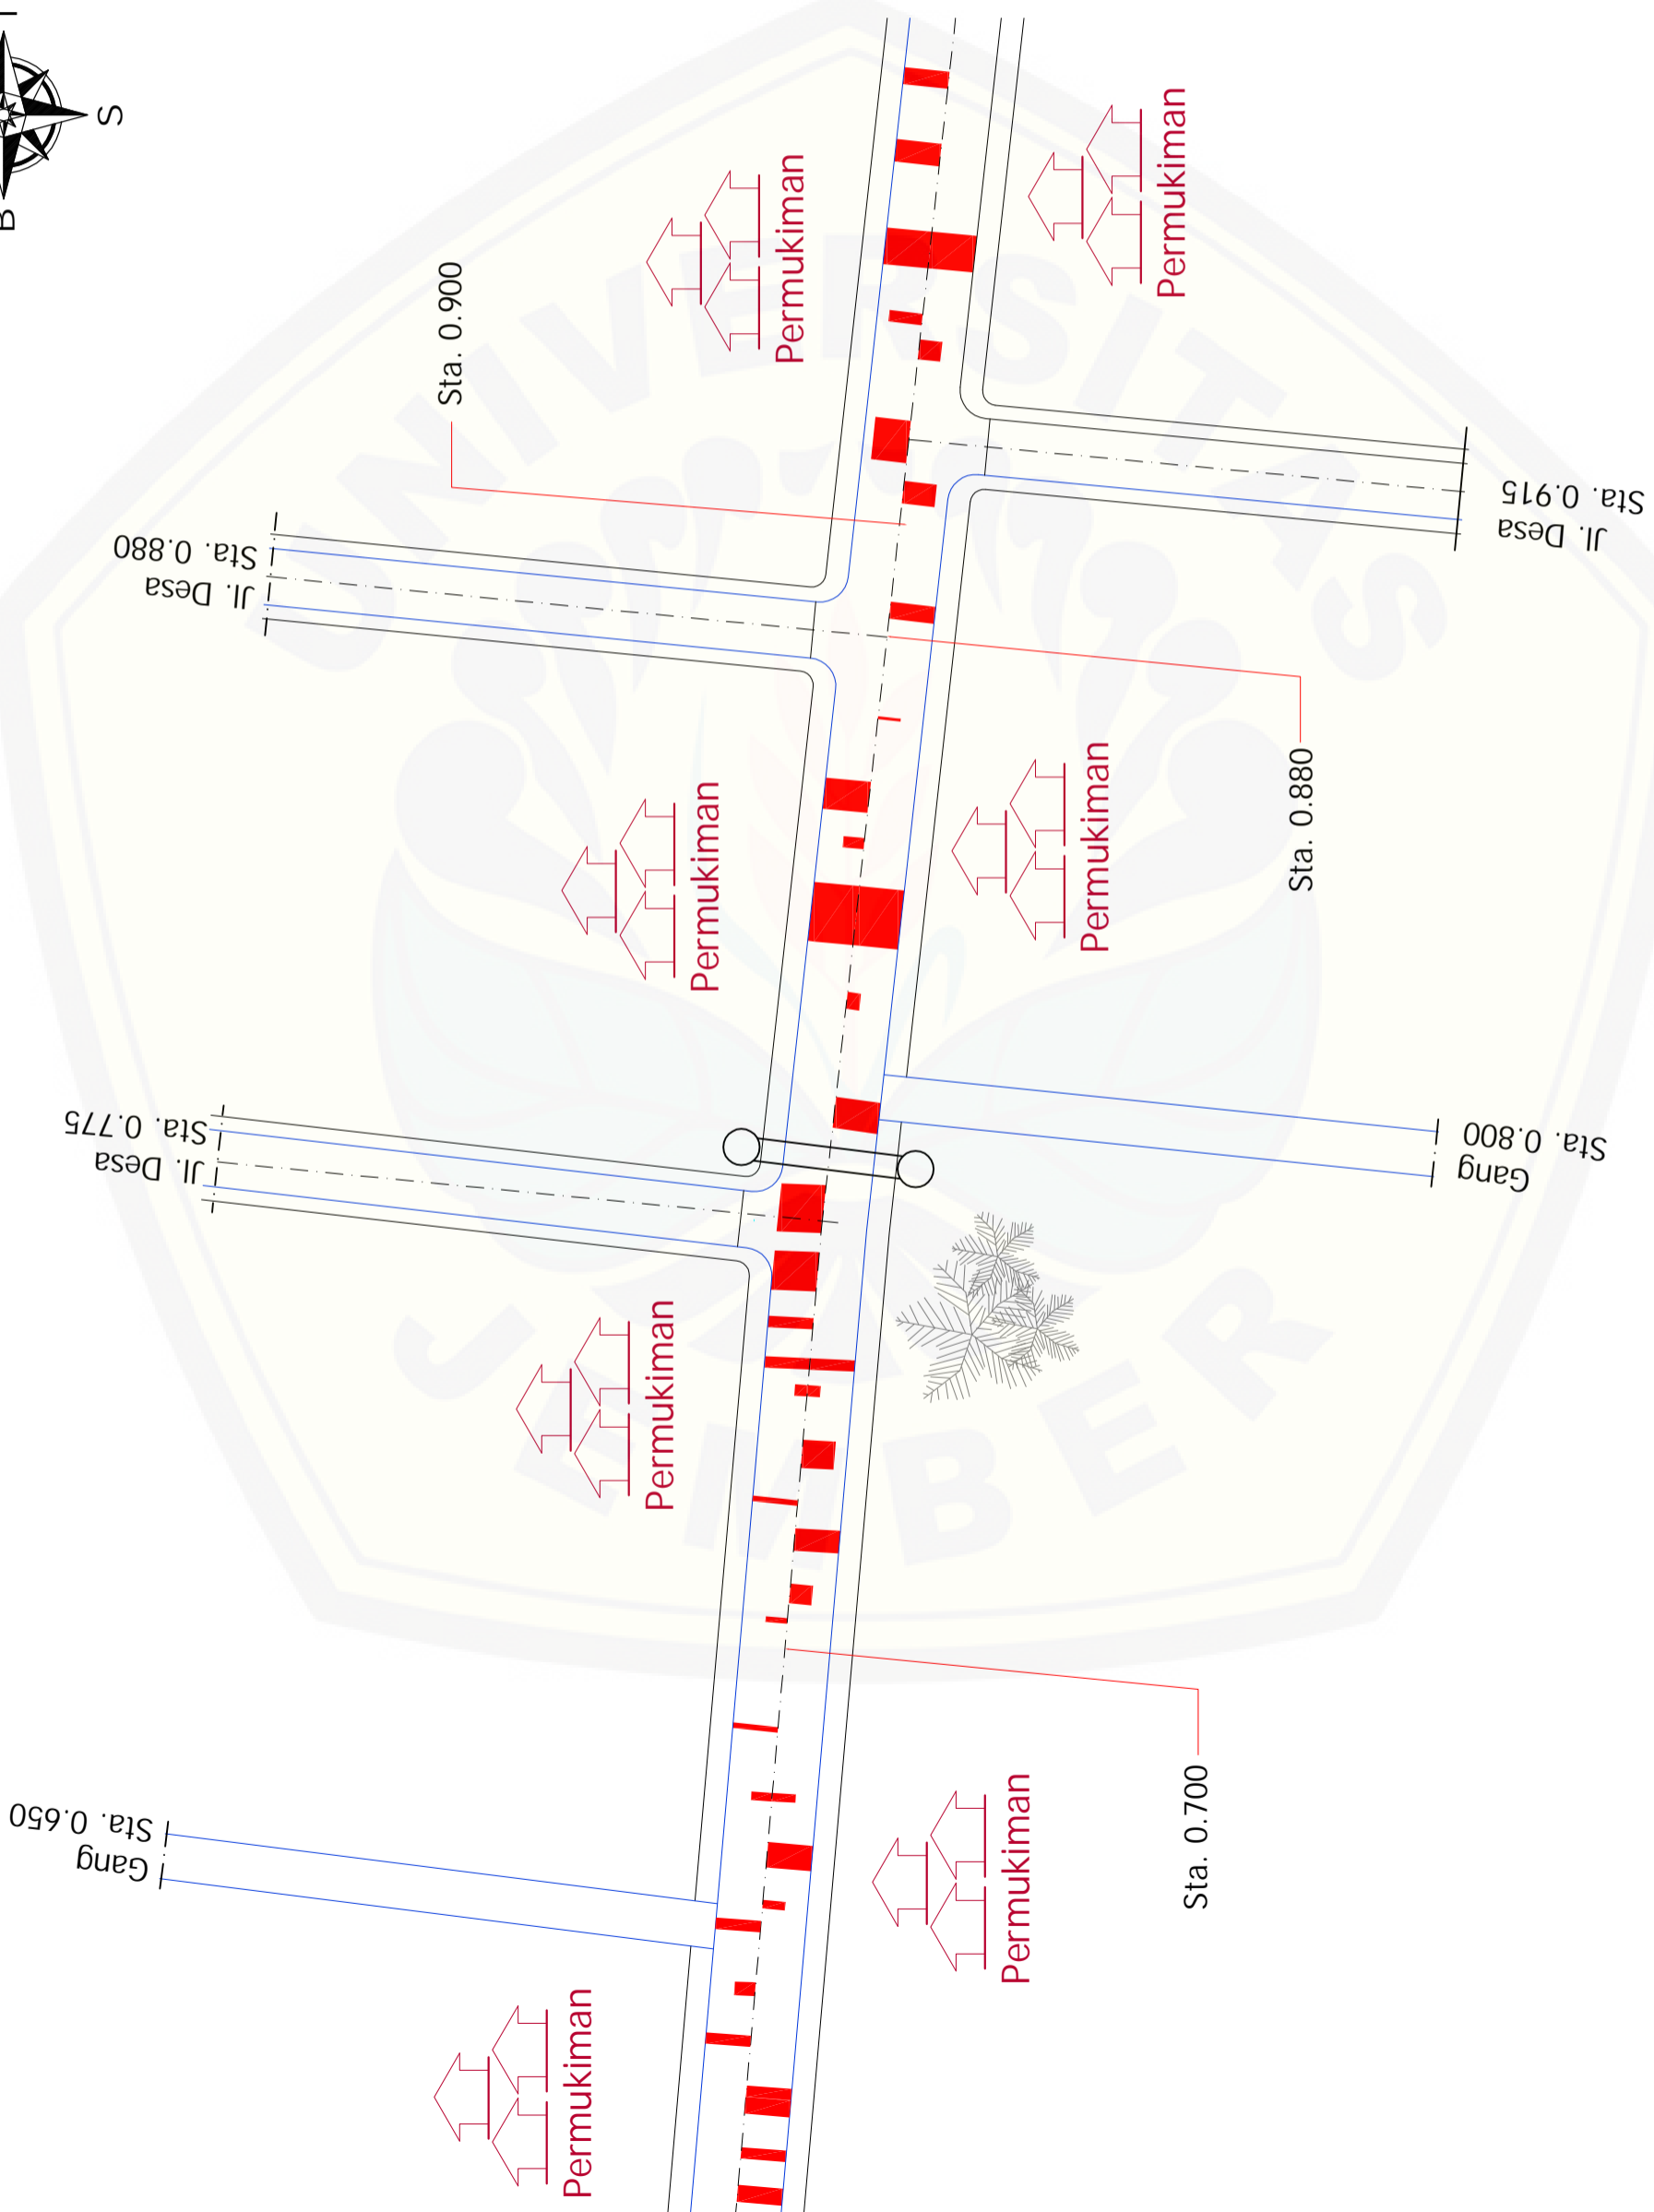 S
B
UNIVERSITAS
JEMBER
Permukiman
Permukiman
Sta. 0.900
Sta. 0.915
Jl. Desa
Sta. 0.880
Jl. Desa
Sta. 0.880
Permukiman
Permukiman
Sta. 0.775
Jl. Desa
Sta. 0.800
Gang
Permukiman
Sta. 0.700
Sta. 0.650
Gang
Permukiman
Permukiman